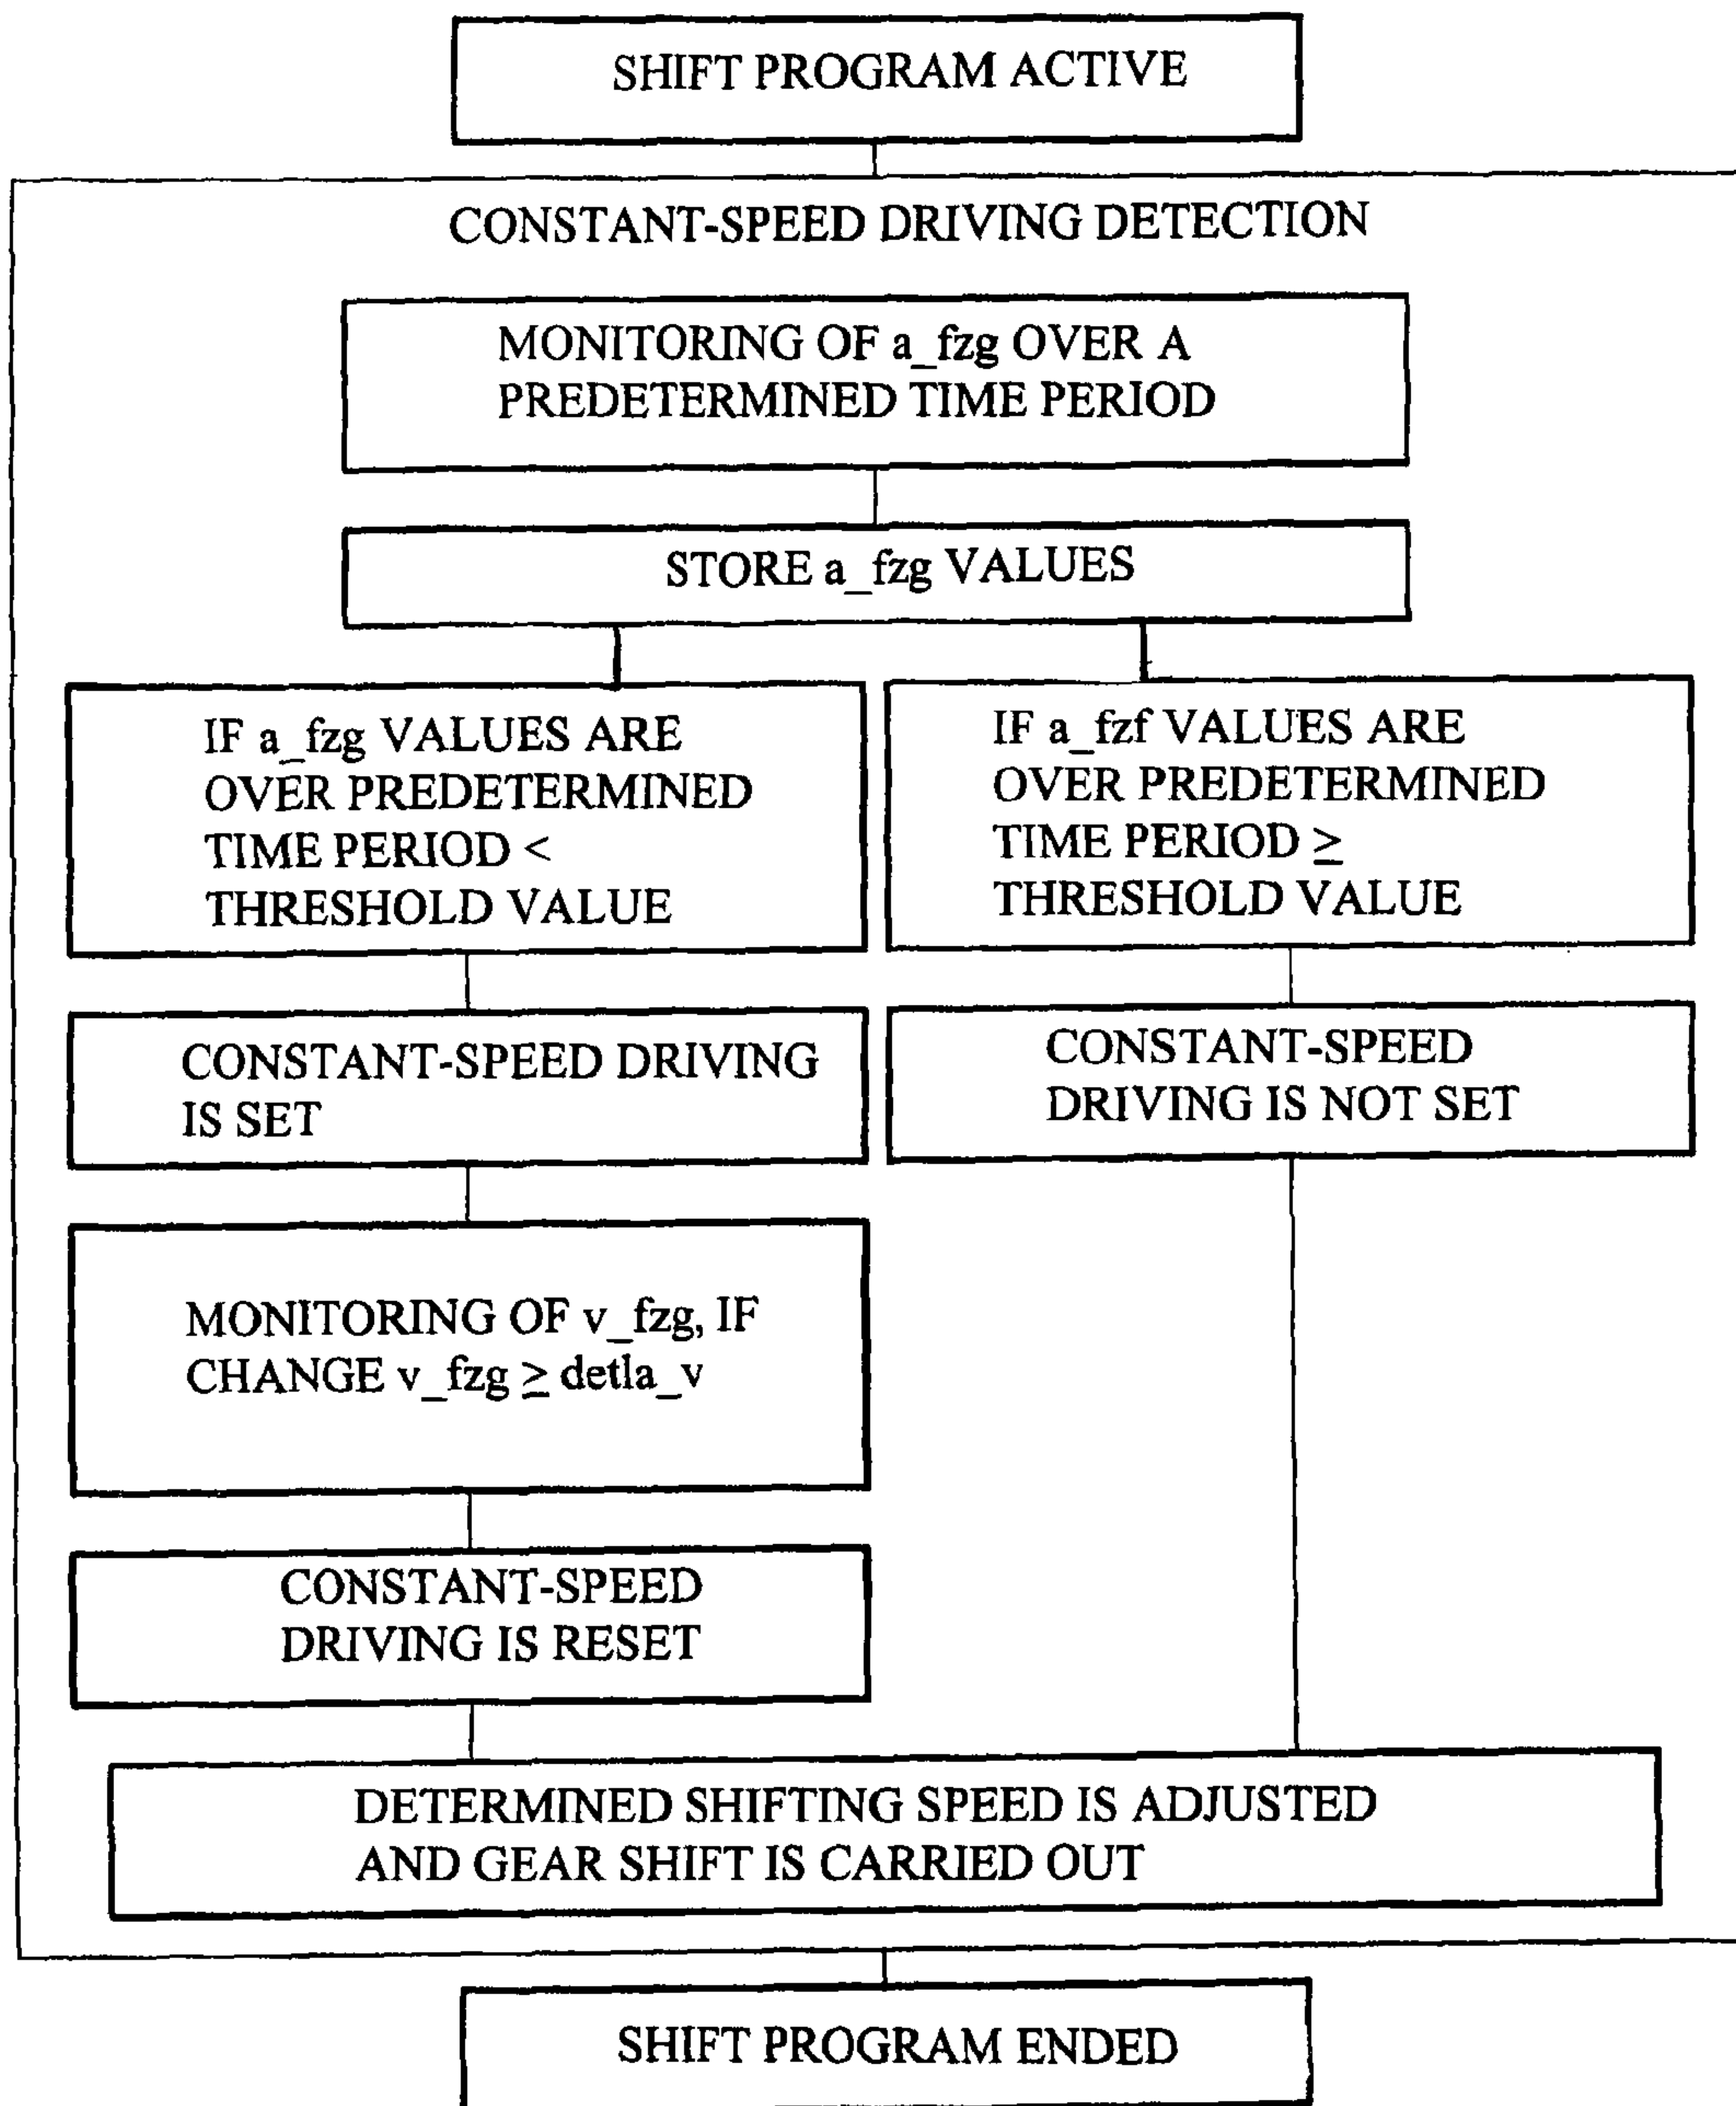 SHIFT PROGRAM ACTIVE
CONSTANT-SPEED DRIVING DETECTION
MONITORING OF a_fzg OVER A
PREDETERMINED TIME PERIOD
STORE a_fzg VALUES
IF a_fzg VALUES ARE
OVER PREDETERMINED
TIME PERIOD <
THRESHOLD VALUE
IF a_fzf VALUES ARE
OVER PREDETERMINED
TIME PERIOD ≥
THRESHOLD VALUE
CONSTANT-SPEED DRIVING
IS SET
CONSTANT-SPEED
DRIVING IS NOT SET
MONITORING OF v_fzg, IF
CHANGE v_fzg ≥ detla_v
CONSTANT-SPEED
DRIVING IS RESET
DETERMINED SHIFTING SPEED IS ADJUSTED
AND GEAR SHIFT IS CARRIED OUT
SHIFT PROGRAM ENDED